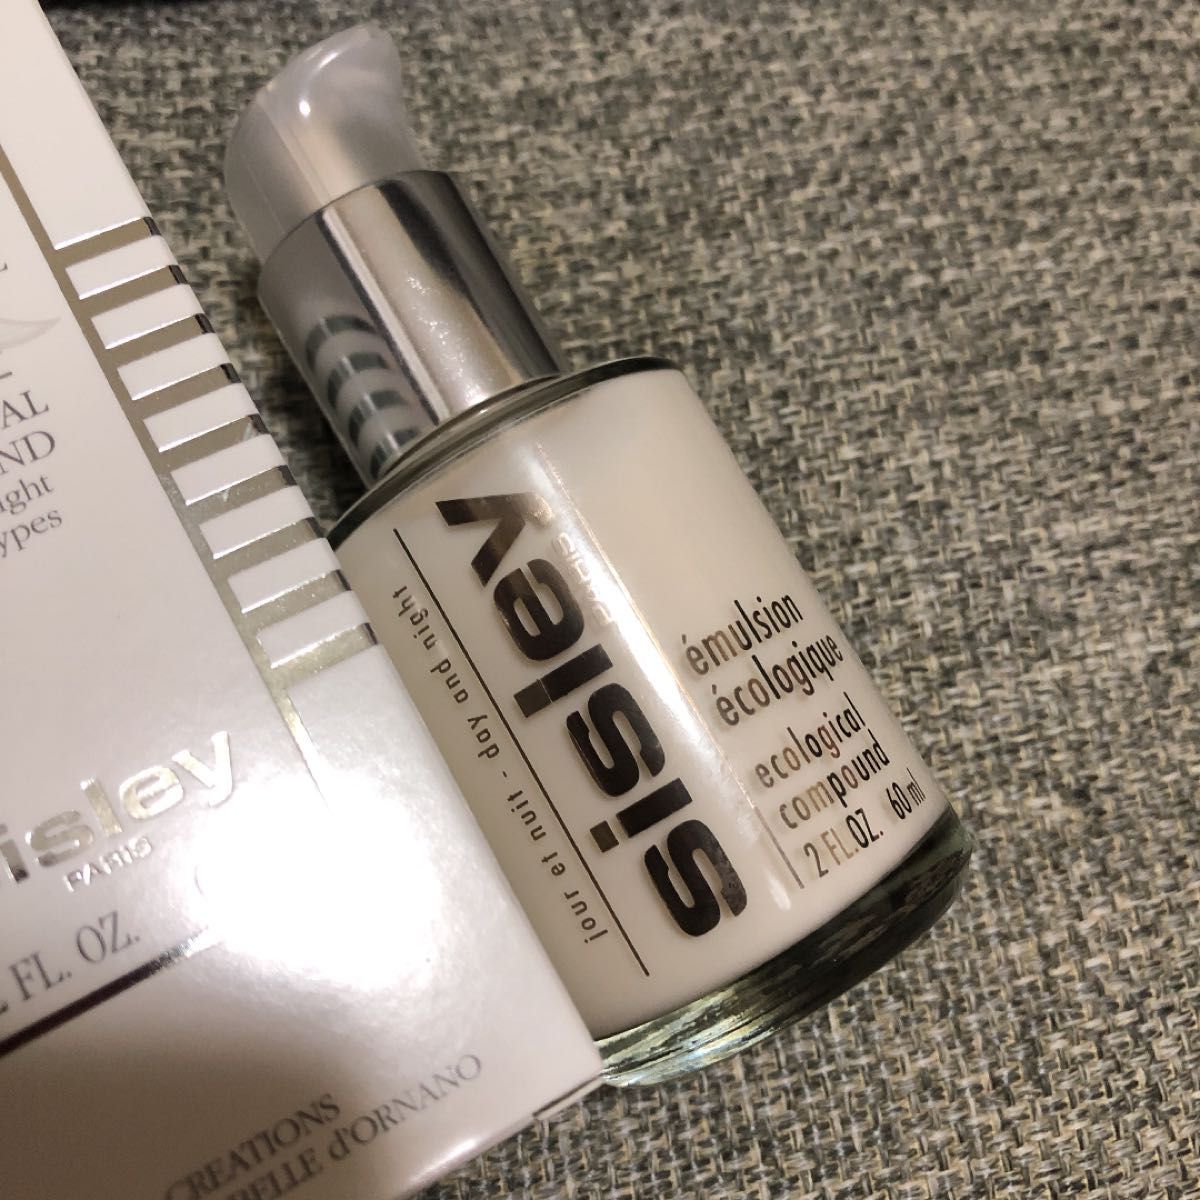 AL
ND
ight
ypes
isley
PARIS
FL. OZ.
CREATIONS
BELLE d'ORNANO
sisley
PARIS
jour et nuit - day and night
émulsion
écologique
ecological
compound
2 FL.OZ. 60 ml